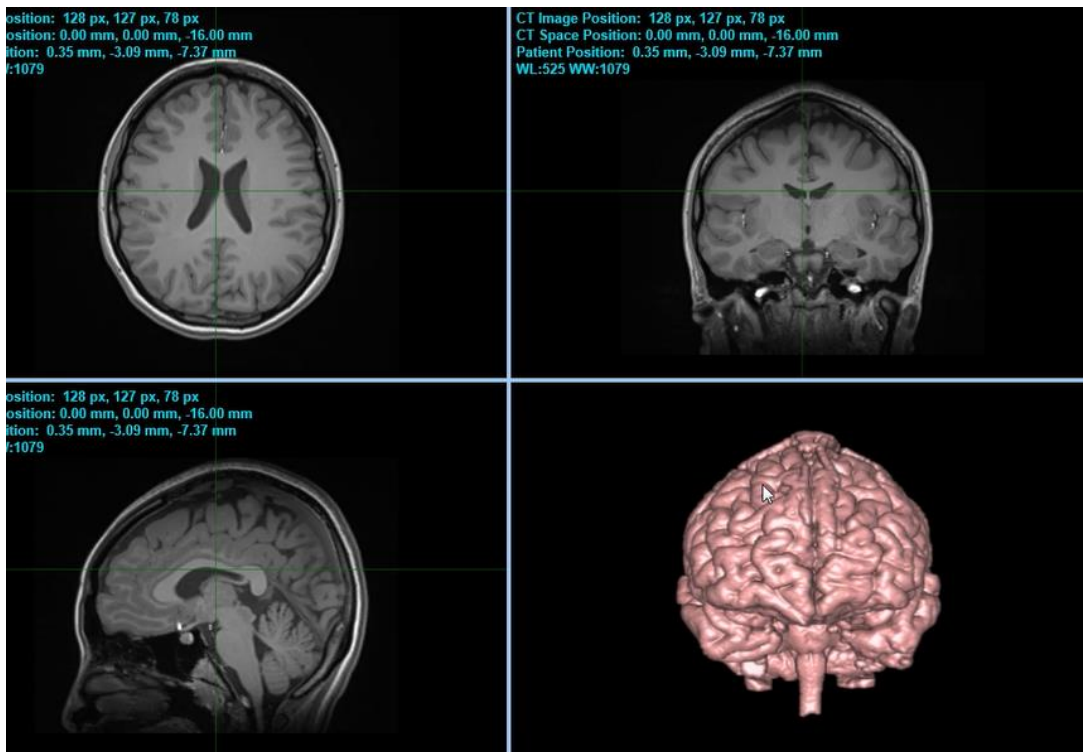 osition: 128 px, 127 px, 78 px
osition: 0.00 mm, 0.00 mm, -16.00 mm
ition: 0.35 mm, -3.09 mm, -7.37 mm
:1079
CT Image Position: 128 px, 127 px, 78 px
CT Space Position: 0.00 mm, 0.00 mm, -16.00 mm
Patient Position: 0.35 mm, -3.09 mm, -7.37 mm
WL:525 WW:1079
osition: 128 px, 127 px, 78 px
osition: 0.00 mm, 0.00 mm, -16.00 mm
ition: 0.35 mm, -3.09 mm, -7.37 mm
:1079